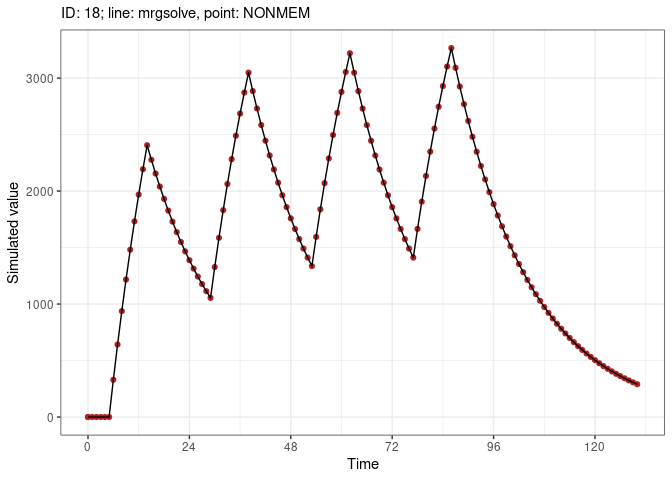 ID: 18; line: mrgsolve, point: NONMEM
Simulated value
3000
2000
1000
0
0 24 48 72 96 120
Time